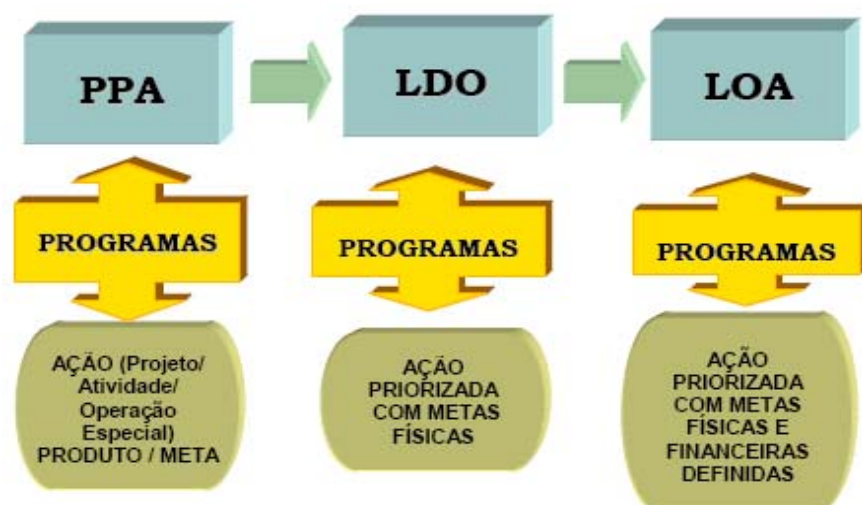 PPA
LDO
LOA
PROGRAMAS
PROGRAMAS
PROGRAMAS
AÇÃO (Projeto/
Atividade/
Operação
Especial)
PRODUTO / META
AÇÃO
PRIORIZADA
COM METAS
FÍSICAS
AÇÃO
PRIORIZADA
COM METAS
FÍSICAS E
FINANCEIRAS
DEFINIDAS